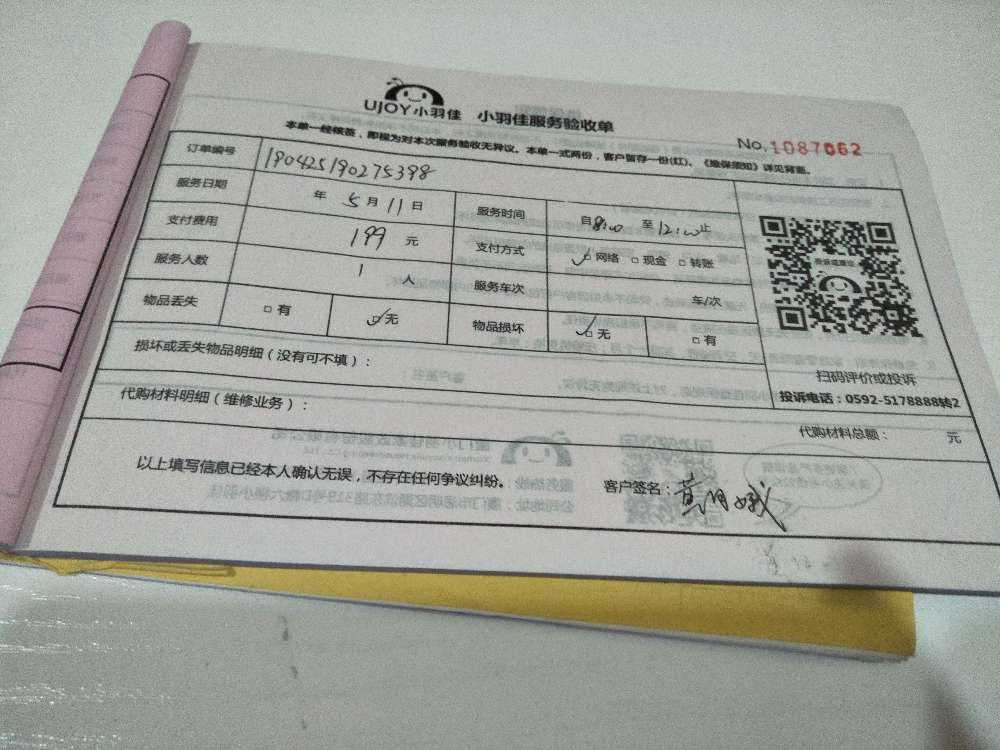 UJOY小羽佳 小羽佳服务验收单
No.1087062
本单一经核签，即视为对本次服务验收无异议。本单一式两份，客户留存一份(红)。《维保须知》详见背面。
订单编号 190425190275398
服务日期 年 5月11日 服务时间 自8:00 至12:00止
支付费用 199 元 支付方式 ☑网络 □现金 □转账
服务人数 1 人 服务车次 车/次
物品丢失 □有 ☑无 物品损坏 ☑无 □有
损坏或丢失物品明细（没有可不填）：
扫码评价或投诉
投诉电话：0592-5178888转2
代购材料明细（维修业务）：
代购材料总额： 元
以上填写信息已经本人确认无误，不存在任何争议纠纷。
客户签名：黄月娥